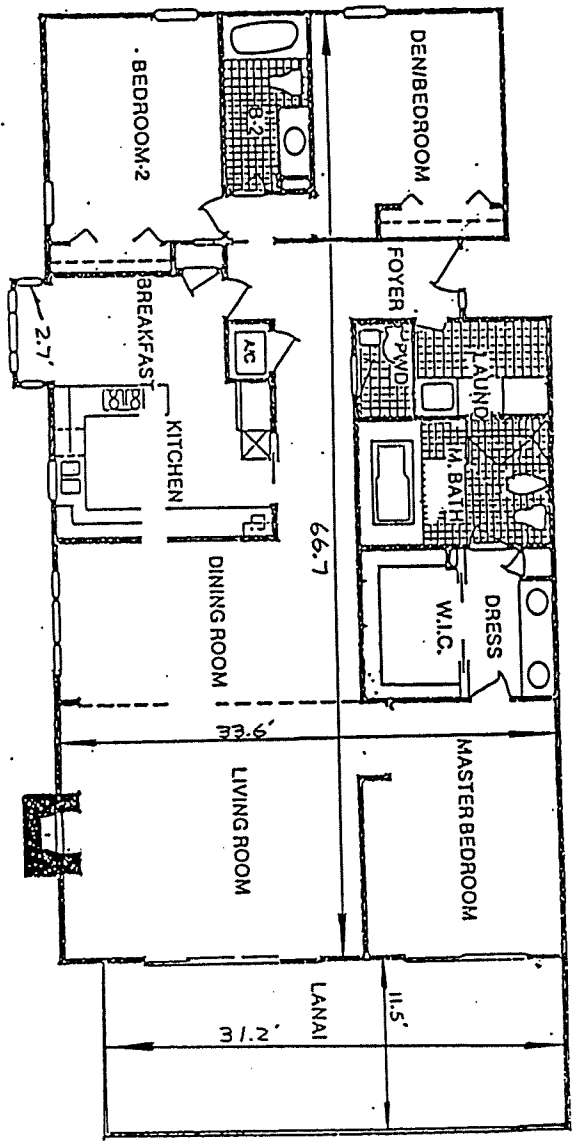 DEN/BEDROOM
B-2
BEDROOM-2
FOYER
BREAKFAST
2.7'
A/C
PWD
LAUND
KITCHEN
M. BATH
66.7
DINING ROOM
W.I.C.
DRESS
33.6'
LIVING ROOM
MASTER BEDROOM
LANAI
11.5'
31.2'